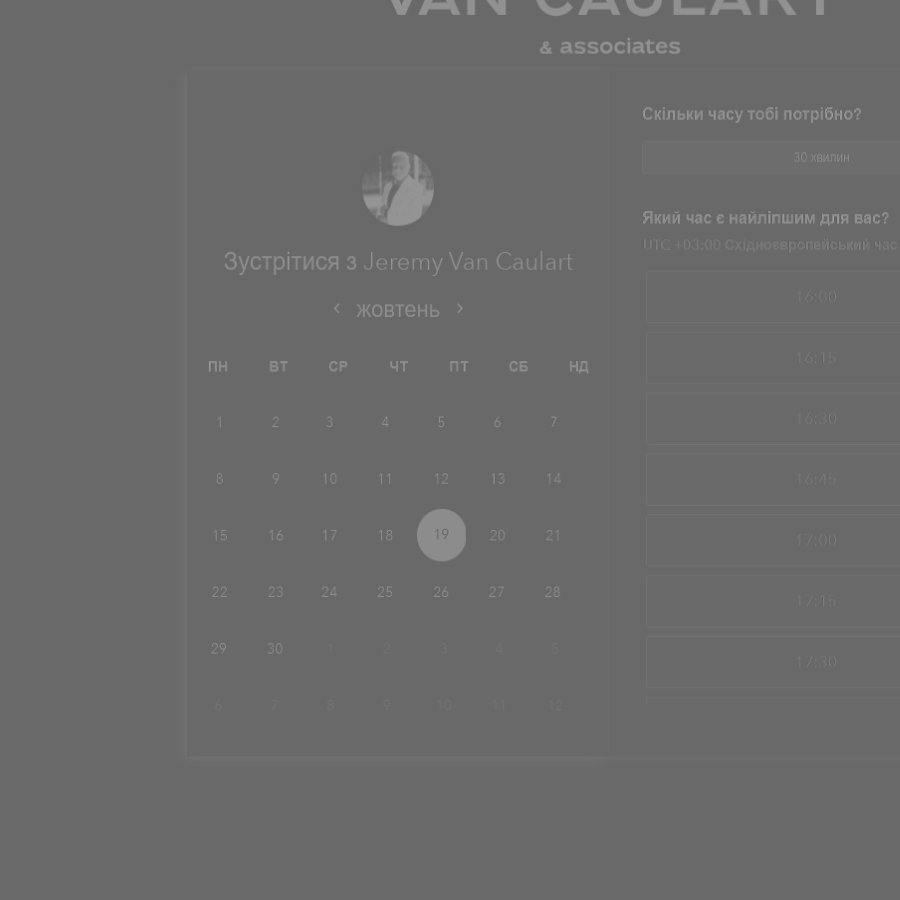 VAN CAULART
& associates
Зустрітися з Jeremy Van Caulart
жовтень
ПН ВТ СР ЧТ ПТ СБ НД
1 2 3 4 5 6 7
8 9 10 11 12 13 14
15 16 17 18 19 20 21
22 23 24 25 26 27 28
29 30 1 2 3 4 5
6 7 8 9 10 11 12
Скільки часу тобі потрібно?
30 хвилин
Який час є найліпшим для вас?
UTC +03:00 Східноєвропейський час
16:00
16:15
16:30
16:45
17:00
17:15
17:30